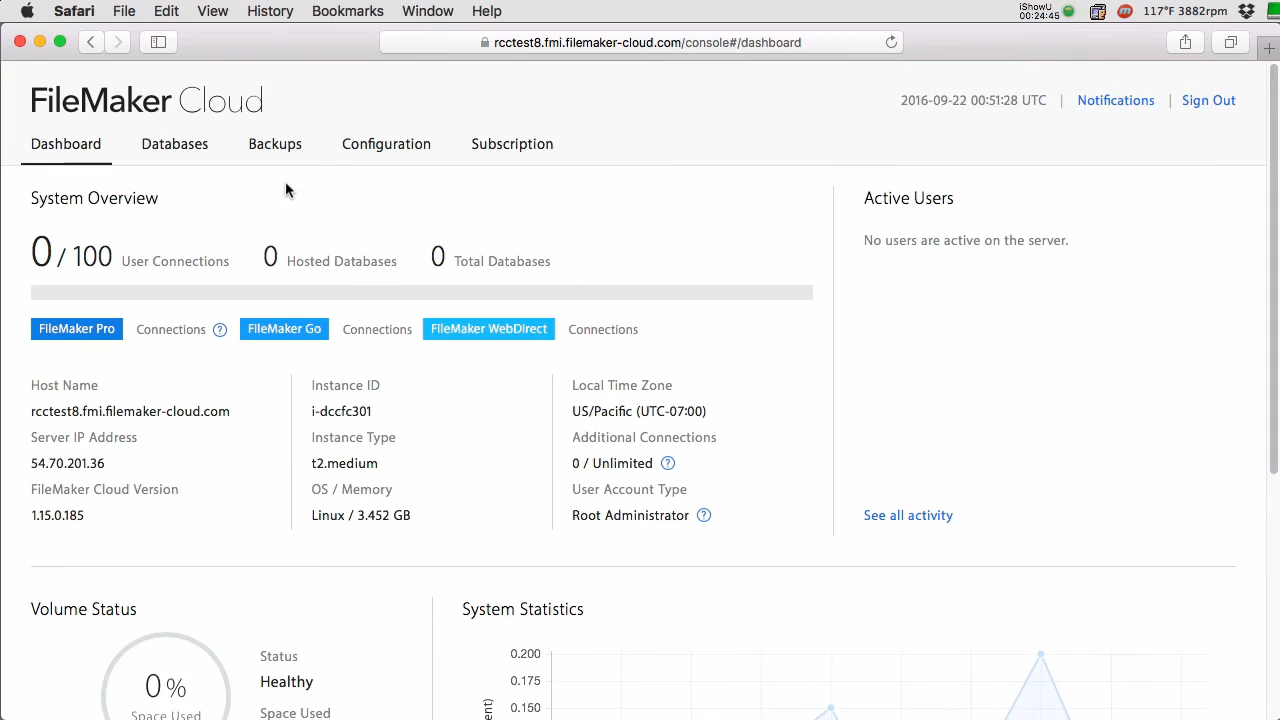 Safari File Edit View History Bookmarks Window Help
iShowU
00:24:45
117°F 3882rpm
rcctest8.fmi.filemaker-cloud.com/console#/dashboard
FileMaker Cloud
2016-09-22 00:51:28 UTC | Notifications | Sign Out
Dashboard Databases Backups Configuration Subscription
System Overview
0 / 100 User Connections 0 Hosted Databases 0 Total Databases
FileMaker Pro Connections ? FileMaker Go Connections FileMaker WebDirect Connections
Host Name
rcctest8.fmi.filemaker-cloud.com
Server IP Address
54.70.201.36
FileMaker Cloud Version
1.15.0.185
Instance ID
i-dccfc301
Instance Type
t2.medium
OS / Memory
Linux / 3.452 GB
Local Time Zone
US/Pacific (UTC-07:00)
Additional Connections
0 / Unlimited ?
User Account Type
Root Administrator ?
Active Users
No users are active on the server.
See all activity
Volume Status
0 %
Space Used
Status
Healthy
Space Used
System Statistics
0.200
0.175
0.150
ent)